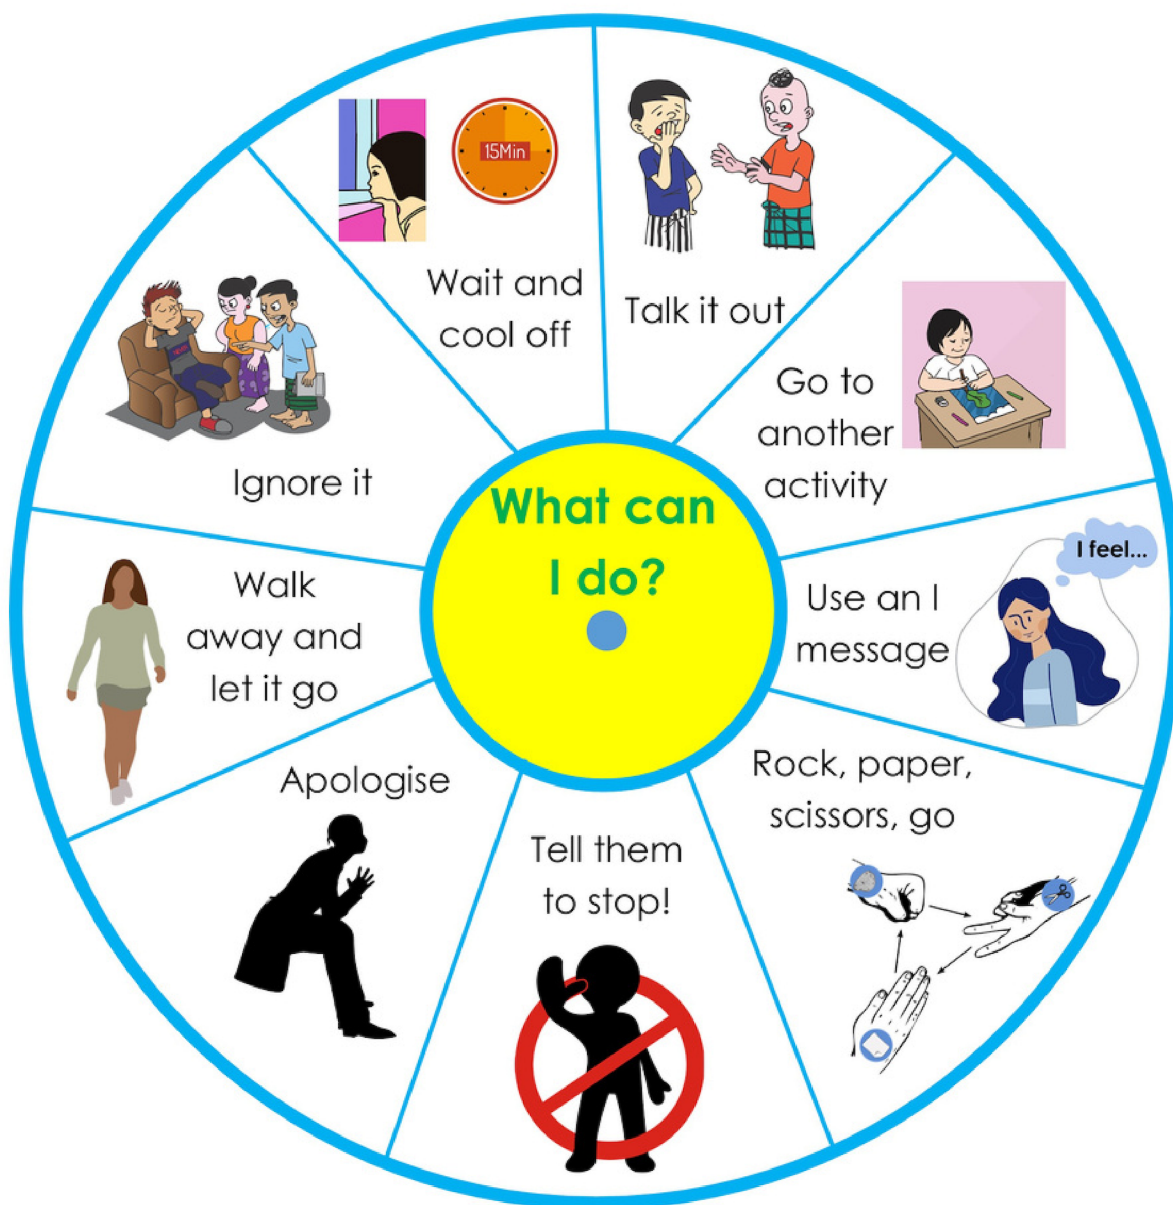 What can
I do?
15Min
Wait and
cool off
Talk it out
Go to
another
activity
I feel...
Use an I
message
Rock, paper,
scissors, go
Tell them
to stop!
Apologise
Walk
away and
let it go
Ignore it